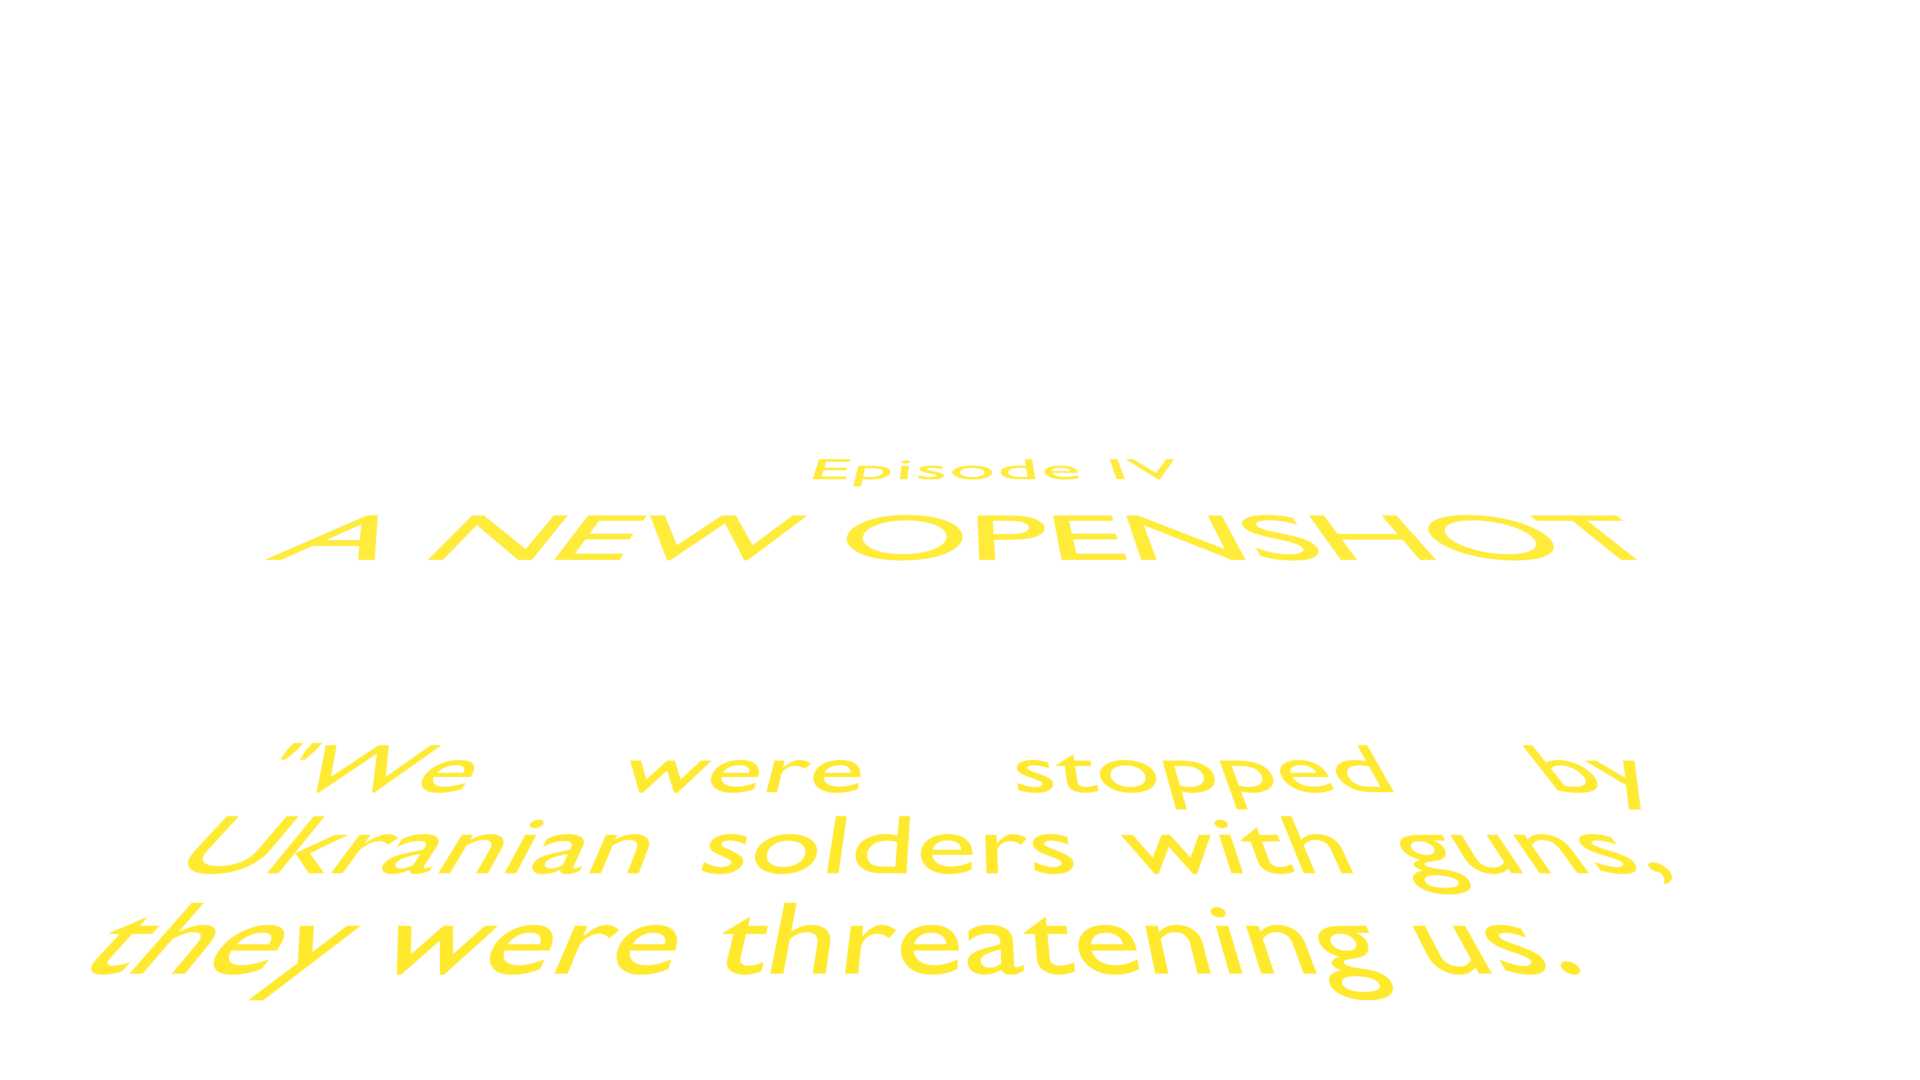 Episode IV
A NEW OPENSHOT
"We were stopped by
Ukranian solders with guns,
they were threatening us.